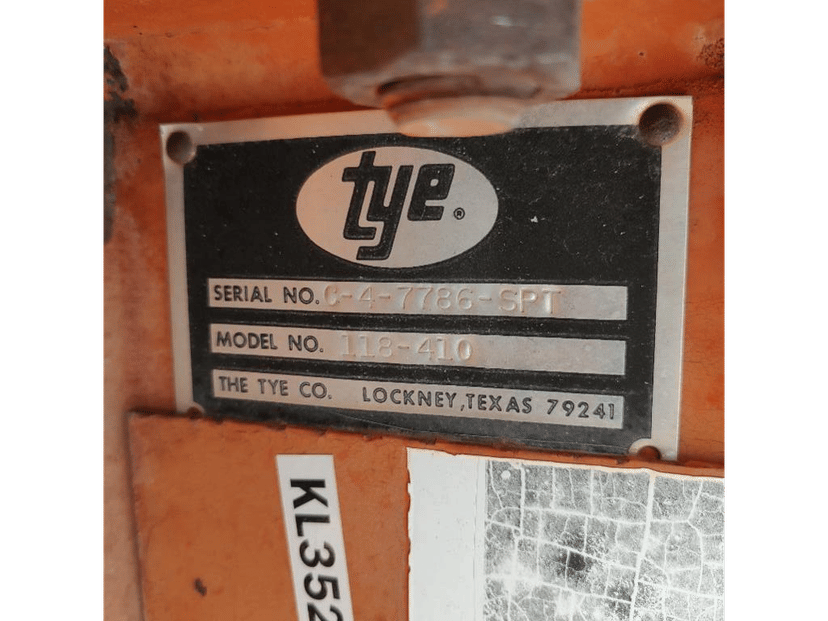 tye®
SERIAL NO. C-4-7786-SPT
MODEL NO. 118-410
THE TYE CO. LOCKNEY, TEXAS 79241
KL352